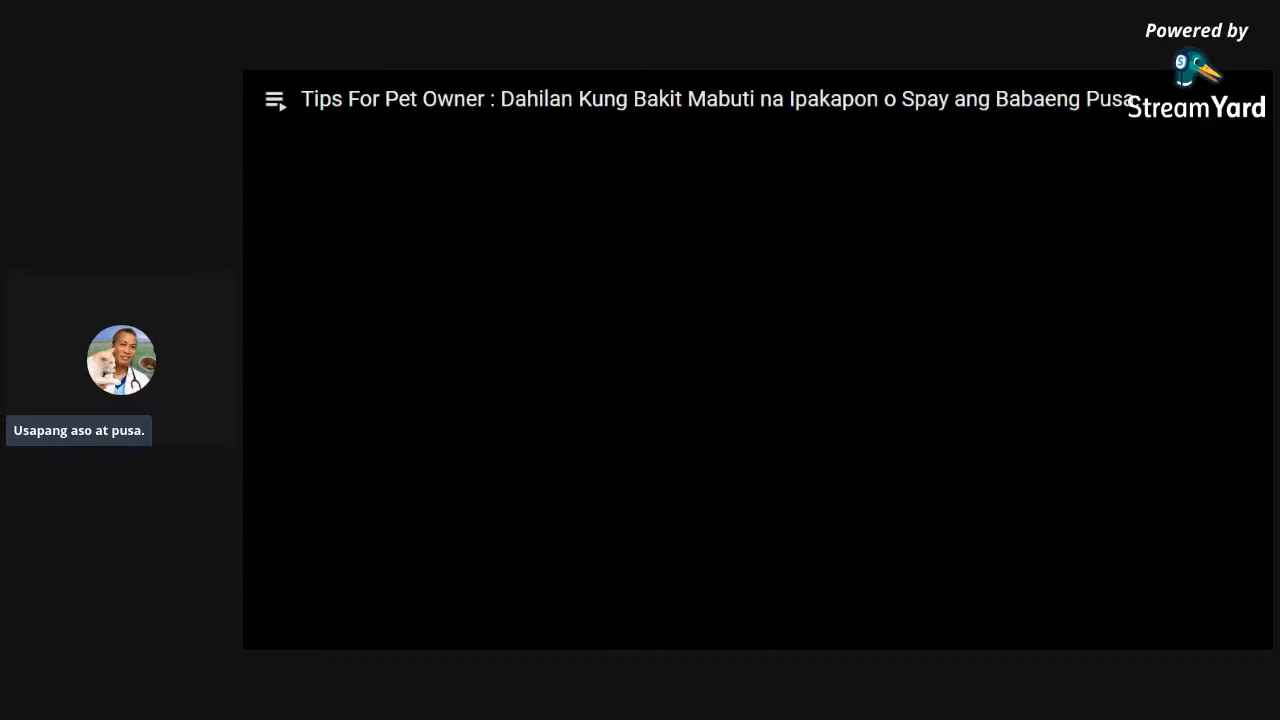 Powered by
StreamYard
Tips For Pet Owner : Dahilan Kung Bakit Mabuti na Ipakapon o Spay ang Babaeng Pusa
Usapang aso at pusa.